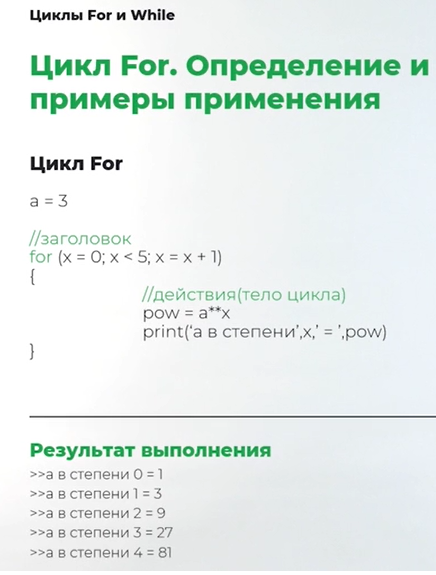 Циклы For и While
Цикл For. Определение и
примеры применения
Цикл For
a = 3
//заголовок
for (x = 0; x < 5; x = x + 1)
{
//действия(тело цикла)
pow = a**x
print(‘а в степени’,x,’ = ’,pow)
}
Результат выполнения
>>а в степени 0 = 1
>>а в степени 1 = 3
>>а в степени 2 = 9
>>а в степени 3 = 27
>>а в степени 4 = 81